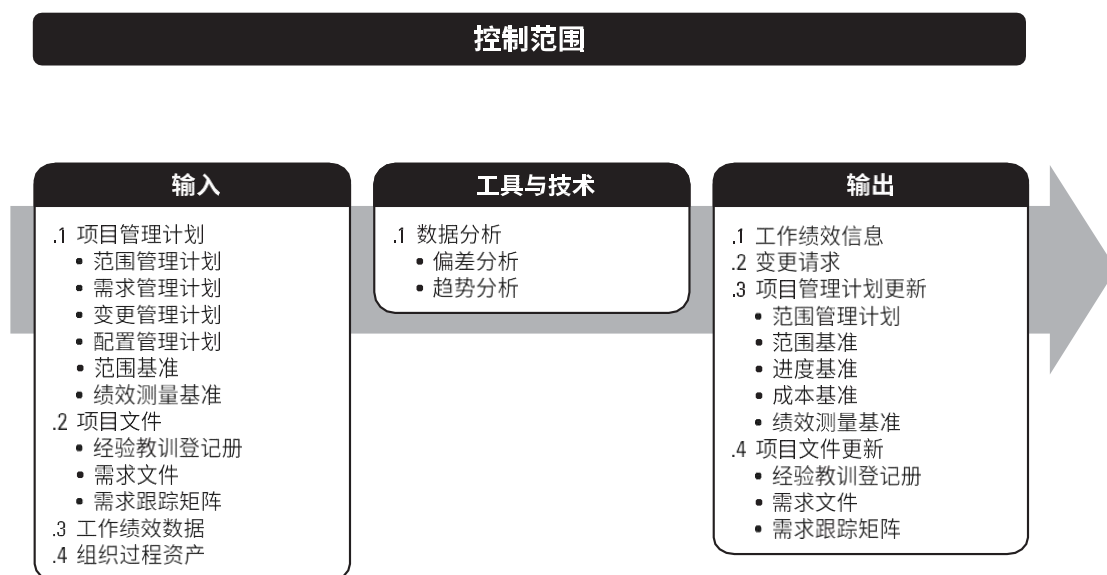 控制范围
输入
.1 项目管理计划
• 范围管理计划
• 需求管理计划
• 变更管理计划
• 配置管理计划
• 范围基准
• 绩效测量基准
.2 项目文件
• 经验教训登记册
• 需求文件
• 需求跟踪矩阵
.3 工作绩效数据
.4 组织过程资产
工具与技术
.1 数据分析
• 偏差分析
• 趋势分析
输出
.1 工作绩效信息
.2 变更请求
.3 项目管理计划更新
• 范围管理计划
• 范围基准
• 进度基准
• 成本基准
• 绩效测量基准
.4 项目文件更新
• 经验教训登记册
• 需求文件
• 需求跟踪矩阵